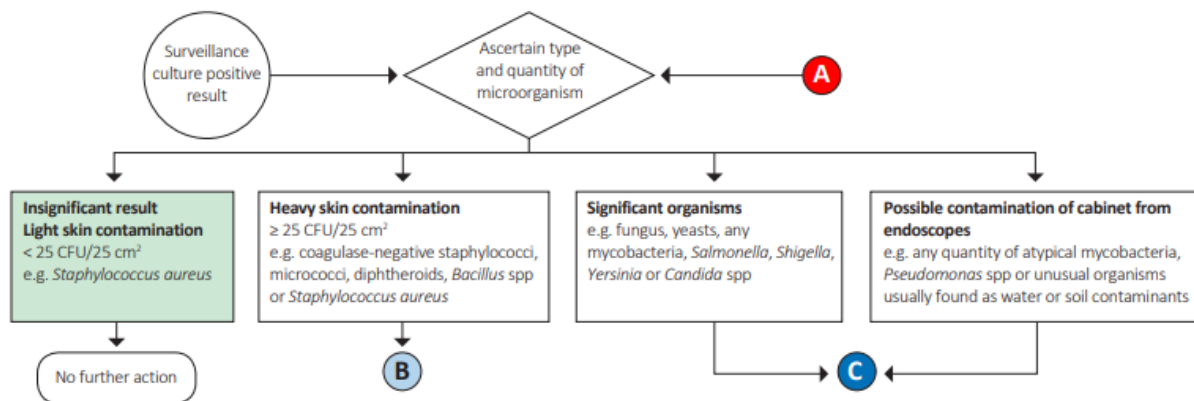 Surveillance
culture positive
result
Ascertain type
and quantity of
microorganism
A
Insignificant result
Light skin contamination
< 25 CFU/25 cm²
e.g. Staphylococcus aureus
Heavy skin contamination
≥ 25 CFU/25 cm²
e.g. coagulase-negative staphylococci,
micrococci, diphtheroids, Bacillus spp
or Staphylococcus aureus
Significant organisms
e.g. fungus, yeasts, any
mycobacteria, Salmonella, Shigella,
Yersinia or Candida spp
Possible contamination of cabinet from
endoscopes
e.g. any quantity of atypical mycobacteria,
Pseudomonas spp or unusual organisms
usually found as water or soil contaminants
No further action
B
C